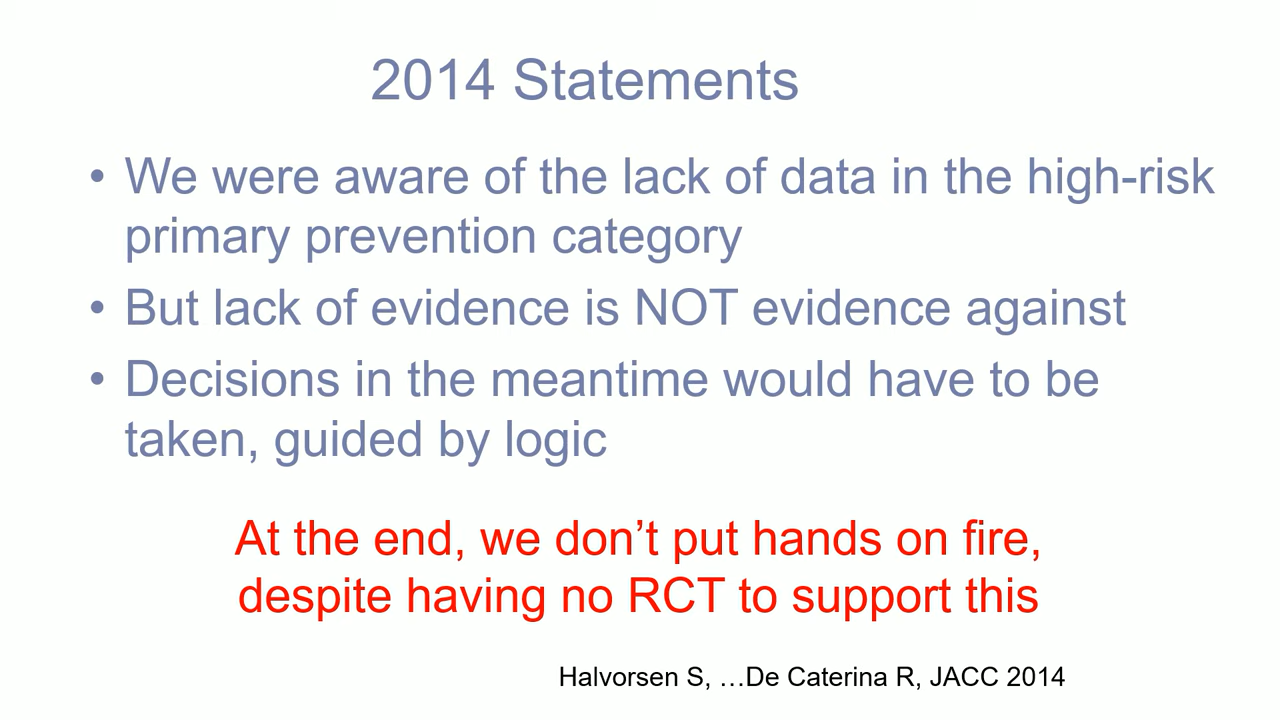 2014 Statements
• We were aware of the lack of data in the high-risk
primary prevention category
• But lack of evidence is NOT evidence against
• Decisions in the meantime would have to be
taken, guided by logic
At the end, we don’t put hands on fire,
despite having no RCT to support this
Halvorsen S, …De Caterina R, JACC 2014